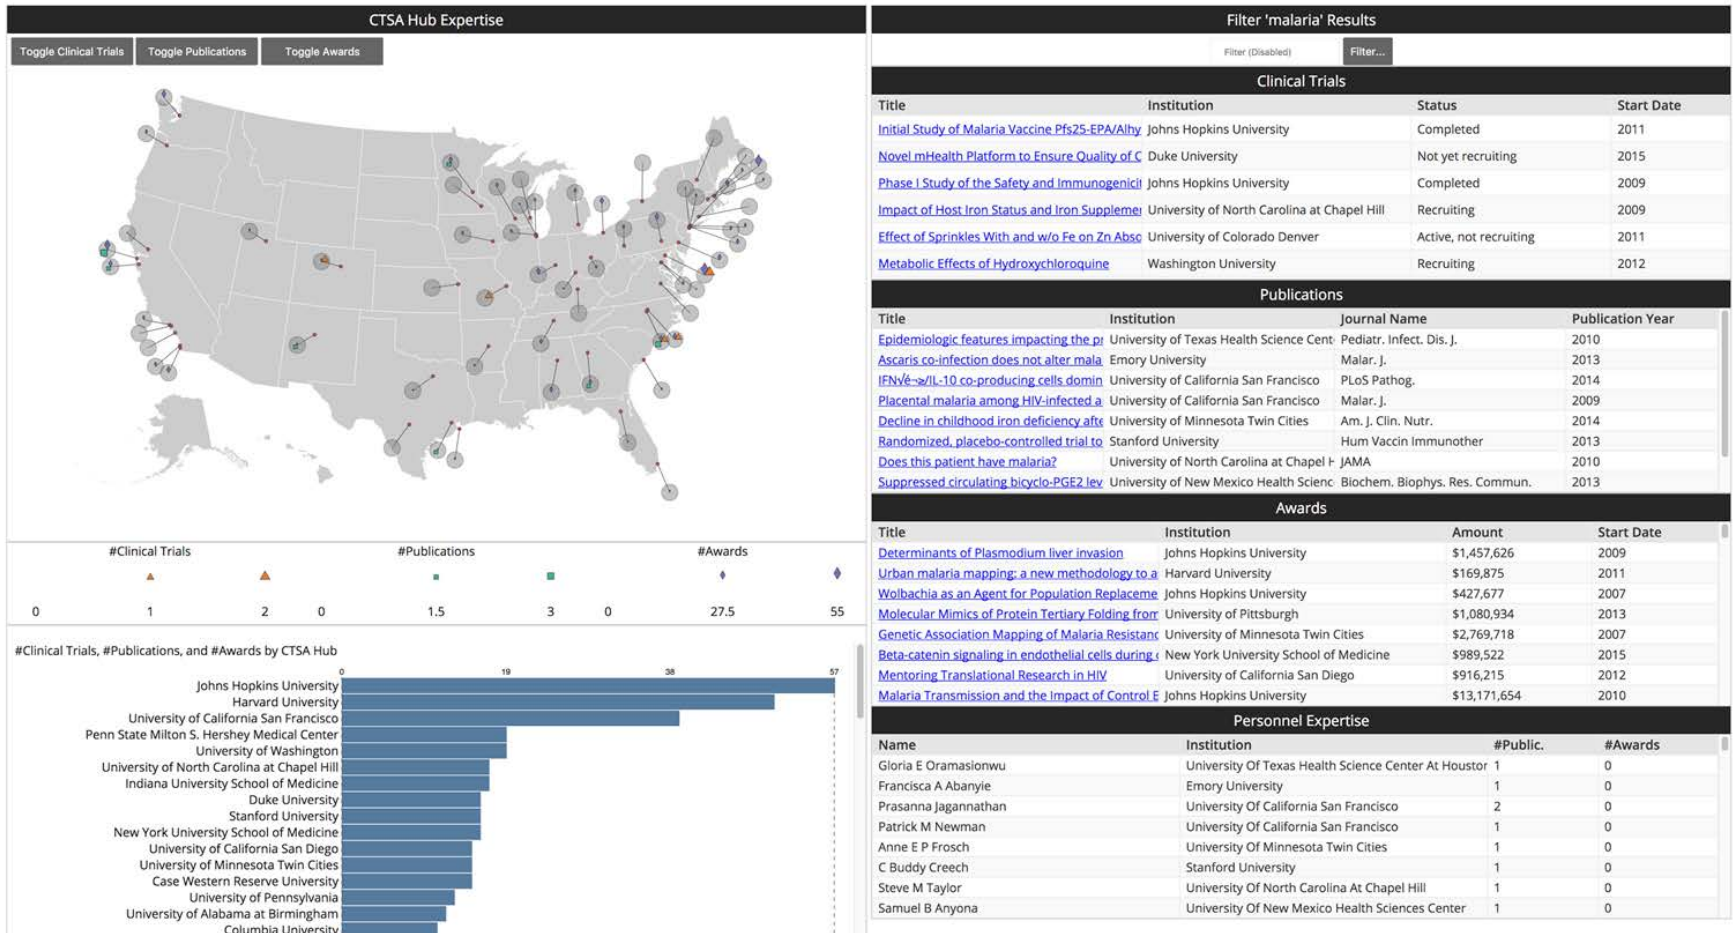 CTSA Hub Expertise
Toggle Clinical Trials Toggle Publications Toggle Awards
#Clinical Trials #Publications #Awards
0 1 2 0 1.5 3 0 27.5 55
#Clinical Trials, #Publications, and #Awards by CTSA Hub
0 19 38 57
Johns Hopkins University
Harvard University
University of California San Francisco
Penn State Milton S. Hershey Medical Center
University of Washington
University of North Carolina at Chapel Hill
Indiana University School of Medicine
Duke University
Stanford University
New York University School of Medicine
University of California San Diego
University of Minnesota Twin Cities
Case Western Reserve University
University of Pennsylvania
University of Alabama at Birmingham
Columbia University
Filter 'malaria' Results
Filter (Disabled) Filter...
Clinical Trials
Title Institution Status Start Date
Initial Study of Malaria Vaccine Pfs25-EPA/Alhy Johns Hopkins University Completed 2011
Novel mHealth Platform to Ensure Quality of C Duke University Not yet recruiting 2015
Phase I Study of the Safety and Immunogenicit Johns Hopkins University Completed 2009
Impact of Host Iron Status and Iron Supplemer University of North Carolina at Chapel Hill Recruiting 2009
Effect of Sprinkles With and w/o Fe on Zn Abso University of Colorado Denver Active, not recruiting 2011
Metabolic Effects of Hydroxychloroquine Washington University Recruiting 2012
Publications
Title Institution Journal Name Publication Year
Epidemiologic features impacting the pr University of Texas Health Science Cent Pediatr. Infect. Dis. J. 2010
Ascaris co-infection does not alter mala Emory University Malar. J. 2013
IFN√é¬≥/IL-10 co-producing cells domin University of California San Francisco PLoS Pathog. 2014
Placental malaria among HIV-infected a University of California San Francisco Malar. J. 2009
Decline in childhood iron deficiency afte University of Minnesota Twin Cities Am. J. Clin. Nutr. 2014
Randomized, placebo-controlled trial to Stanford University Hum Vaccin Immunother 2013
Does this patient have malaria? University of North Carolina at Chapel H JAMA 2010
Suppressed circulating bicyclo-PGE2 lev University of New Mexico Health Scienc Biochem. Biophys. Res. Commun. 2013
Awards
Title Institution Amount Start Date
Determinants of Plasmodium liver invasion Johns Hopkins University $1,457,626 2009
Urban malaria mapping: a new methodology to a Harvard University $169,875 2011
Wolbachia as an Agent for Population Replaceme Johns Hopkins University $427,677 2007
Molecular Mimics of Protein Tertiary Folding from University of Pittsburgh $1,080,934 2013
Genetic Association Mapping of Malaria Resistanc University of Minnesota Twin Cities $2,769,718 2007
Beta-catenin signaling in endothelial cells during c New York University School of Medicine $989,522 2015
Mentoring Translational Research in HIV University of California San Diego $916,215 2012
Malaria Transmission and the Impact of Control E Johns Hopkins University $13,171,654 2010
Personnel Expertise
Name Institution #Public. #Awards
Gloria E Oramasionwu University Of Texas Health Science Center At Houstor 1 0
Francisca A Abanyie Emory University 1 0
Prasanna Jagannathan University Of California San Francisco 2 0
Patrick M Newman University Of California San Francisco 1 0
Anne E P Frosch University Of Minnesota Twin Cities 1 0
C Buddy Creech Stanford University 1 0
Steve M Taylor University Of North Carolina At Chapel Hill 1 0
Samuel B Anyona University Of New Mexico Health Sciences Center 1 0